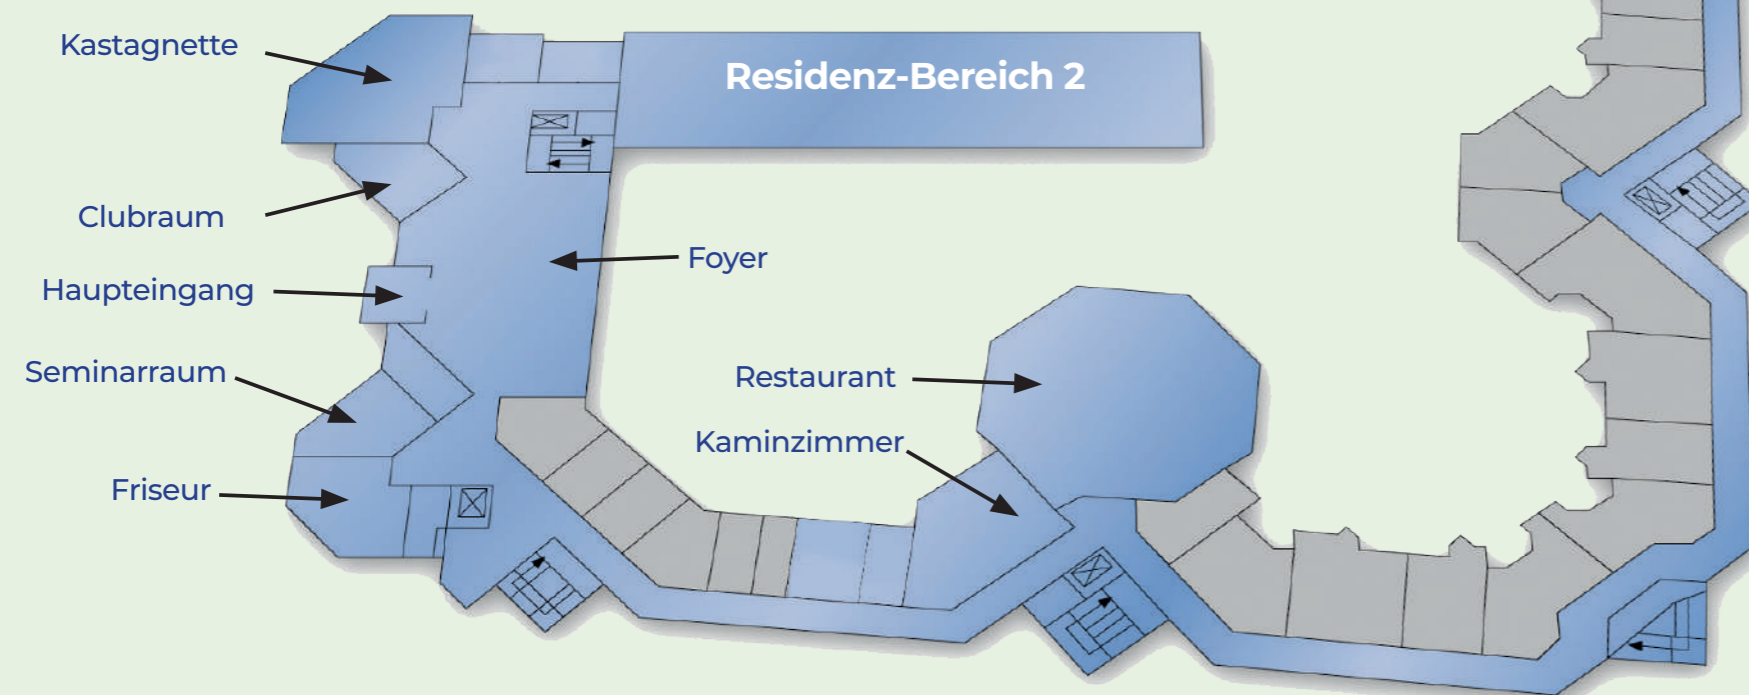 Kastagnette
Residenz-Bereich 2
Clubraum
Foyer
Haupteingang
Seminarraum
Restaurant
Kaminzimmer
Friseur